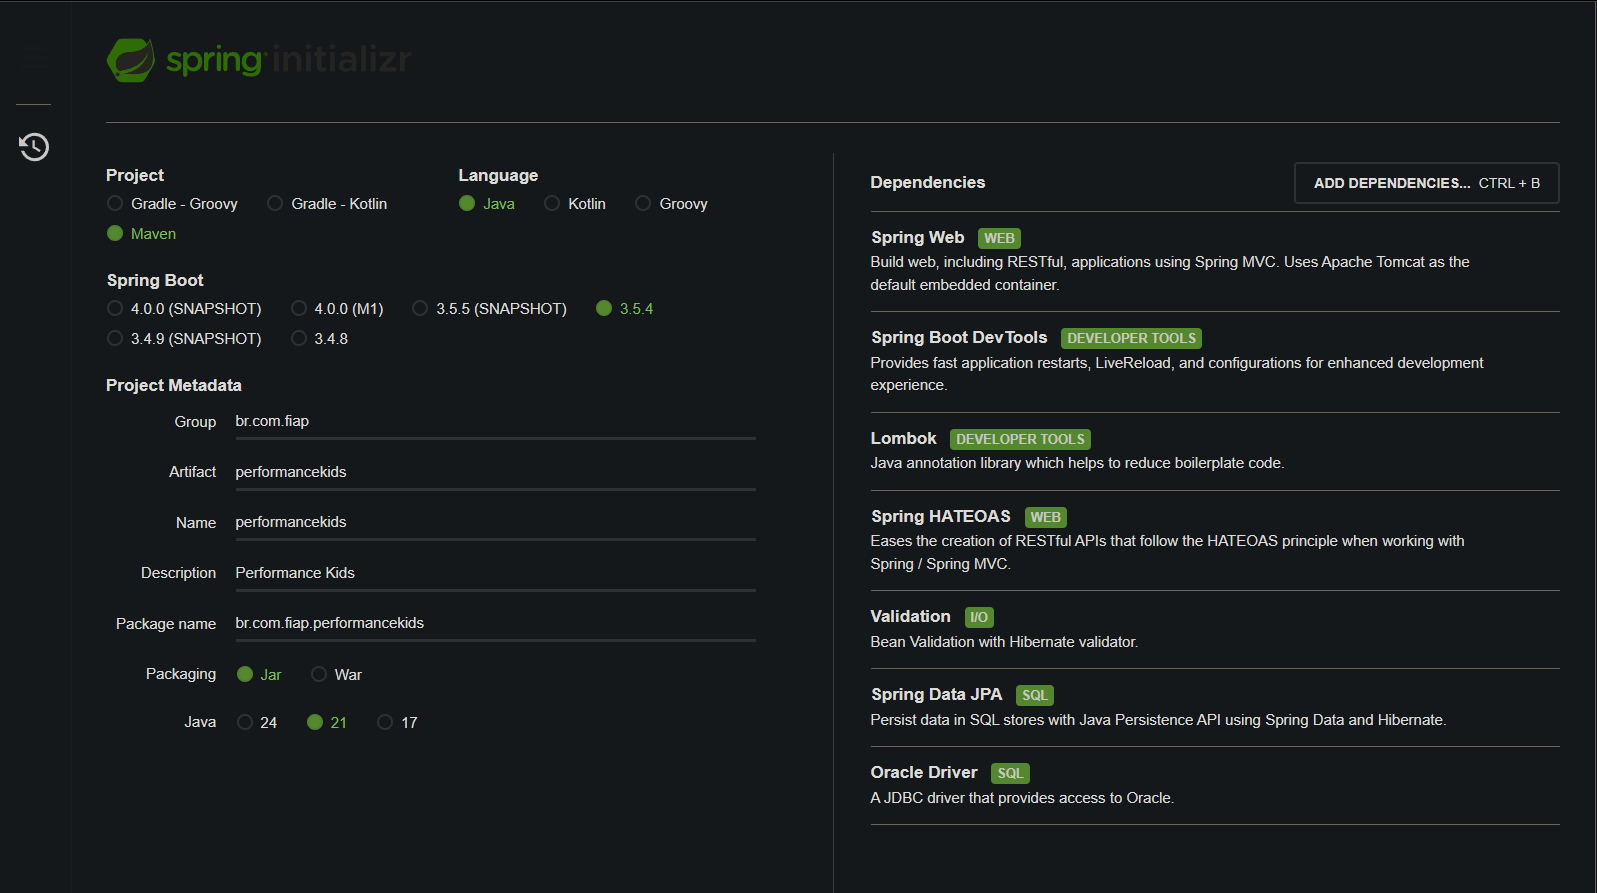 spring initializr
Project
Gradle - Groovy
Gradle - Kotlin
Maven
Language
Java
Kotlin
Groovy
Spring Boot
4.0.0 (SNAPSHOT)
4.0.0 (M1)
3.5.5 (SNAPSHOT)
3.5.4
3.4.9 (SNAPSHOT)
3.4.8
Project Metadata
Group br.com.fiap
Artifact performancekids
Name performancekids
Description Performance Kids
Package name br.com.fiap.performancekids
Packaging Jar War
Java 24 21 17
Dependencies
ADD DEPENDENCIES... CTRL + B
Spring Web WEB
Build web, including RESTful, applications using Spring MVC. Uses Apache Tomcat as the
default embedded container.
Spring Boot DevTools DEVELOPER TOOLS
Provides fast application restarts, LiveReload, and configurations for enhanced development
experience.
Lombok DEVELOPER TOOLS
Java annotation library which helps to reduce boilerplate code.
Spring HATEOAS WEB
Eases the creation of RESTful APIs that follow the HATEOAS principle when working with
Spring / Spring MVC.
Validation I/O
Bean Validation with Hibernate validator.
Spring Data JPA SQL
Persist data in SQL stores with Java Persistence API using Spring Data and Hibernate.
Oracle Driver SQL
A JDBC driver that provides access to Oracle.